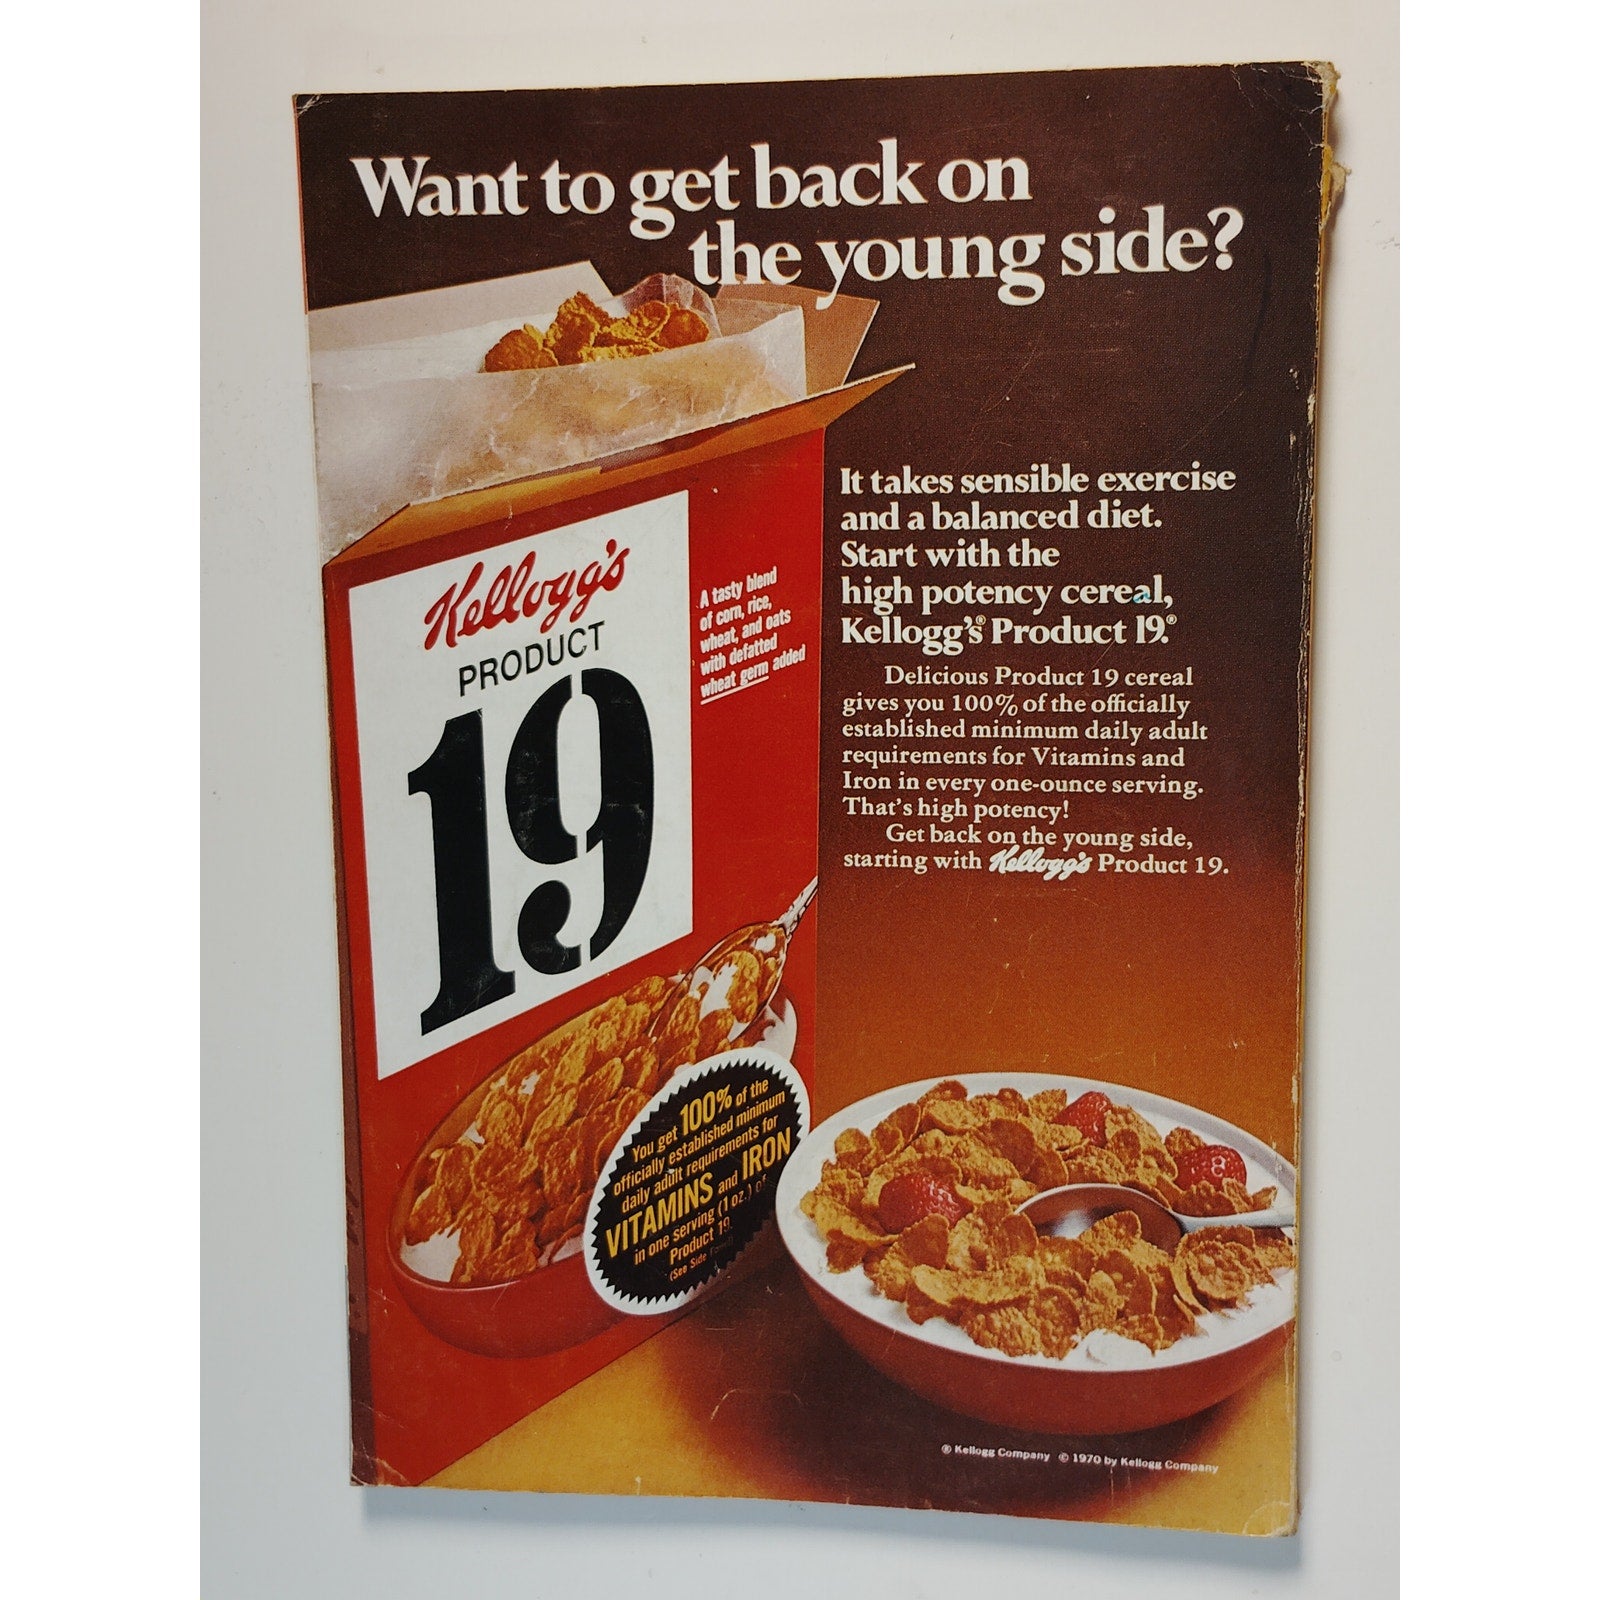 Want to get back on
the young side?
Kellogg's
PRODUCT
19
A tasty blend
of corn, rice,
wheat, and oats
with defatted
wheat germ added
It takes sensible exercise
and a balanced diet.
Start with the
high potency cereal,
Kellogg's® Product 19.®
Delicious Product 19 cereal
gives you 100% of the officially
established minimum daily adult
requirements for Vitamins and
Iron in every one-ounce serving.
That's high potency!
Get back on the young side,
starting with Kellogg's Product 19.
You get 100% of the
officially established minimum
daily adult requirements for
VITAMINS and IRON
in one serving (1 oz.) of
Product 19.
(See Side Panel)
® Kellogg Company © 1970 by Kellogg Company